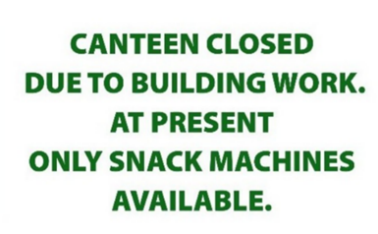 CANTEEN CLOSED
DUE TO BUILDING WORK.
AT PRESENT
ONLY SNACK MACHINES
AVAILABLE.